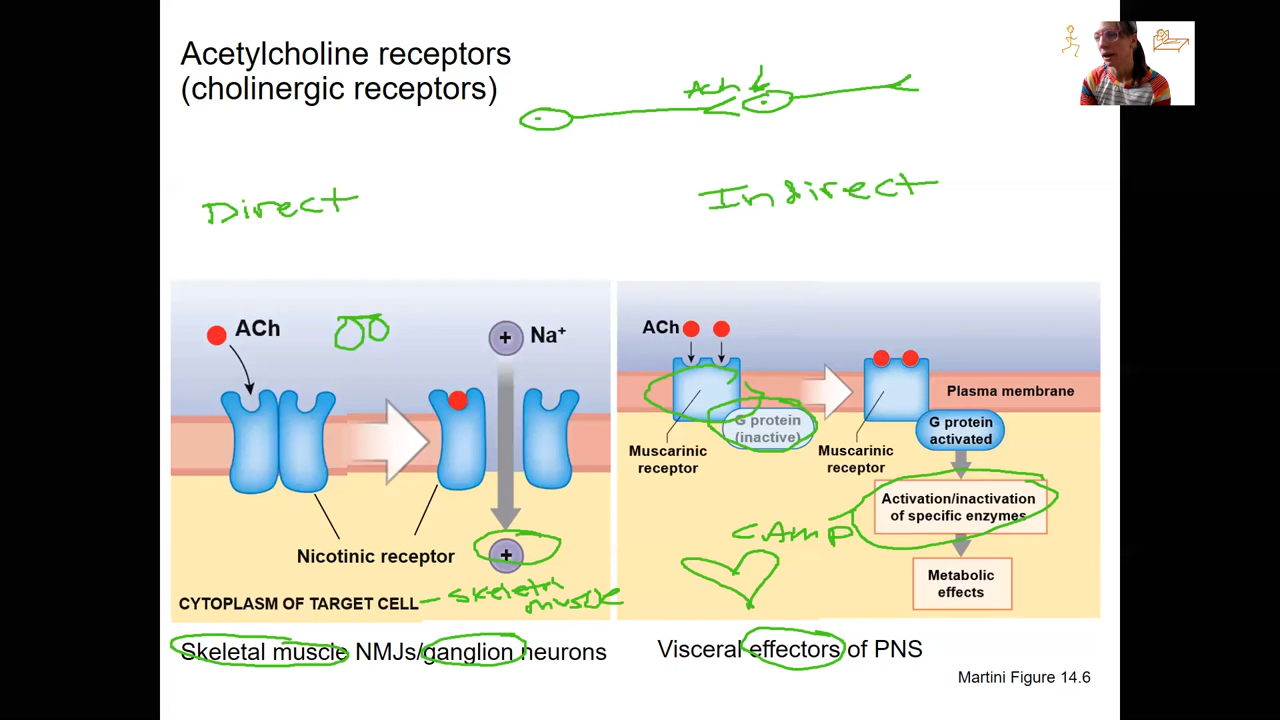 Acetylcholine receptors
(cholinergic receptors)
Ach
Direct
Indirect
ACh
Na+
+
+
Nicotinic receptor
CYTOPLASM OF TARGET CELL
skeletal
muscle
Skeletal muscle NMJs/ganglion neurons
ACh
Plasma membrane
G protein
(inactive)
G protein
activated
Muscarinic
receptor
Muscarinic
receptor
Activation/inactivation
of specific enzymes
cAmP
Metabolic
effects
Visceral effectors of PNS
Martini Figure 14.6